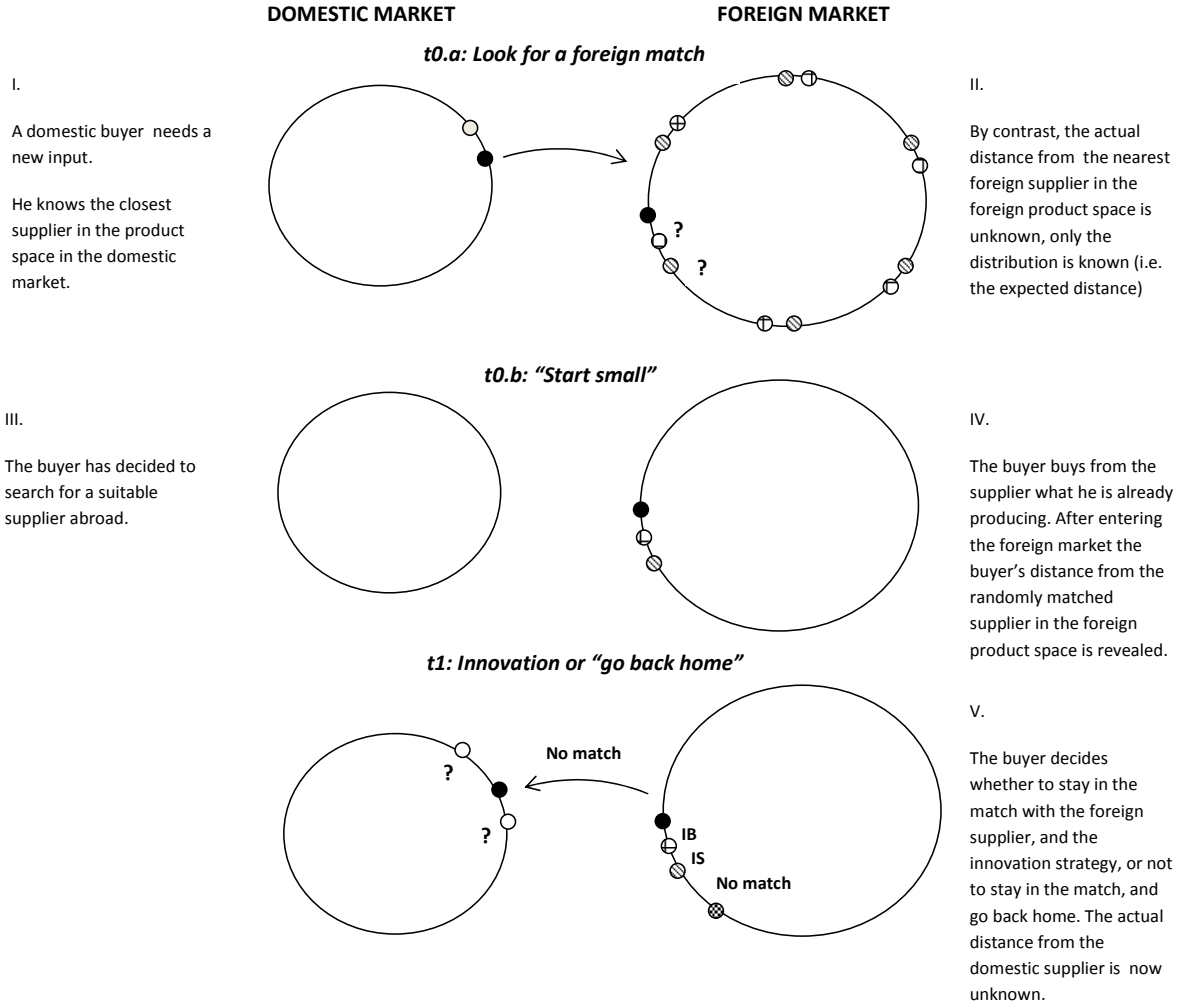 DOMESTIC MARKET
FOREIGN MARKET
t0.a: Look for a foreign match
I.
A domestic buyer needs a
new input.
He knows the closest
supplier in the product
space in the domestic
market.
?
?
II.
By contrast, the actual
distance from the nearest
foreign supplier in the
foreign product space is
unknown, only the
distribution is known (i.e.
the expected distance)
t0.b: “Start small”
III.
The buyer has decided to
search for a suitable
supplier abroad.
IV.
The buyer buys from the
supplier what he is already
producing. After entering
the foreign market the
buyer’s distance from the
randomly matched
supplier in the foreign
product space is revealed.
t1: Innovation or “go back home”
?
?
No match
IB
IS
No match
V.
The buyer decides
whether to stay in the
match with the foreign
supplier, and the
innovation strategy, or not
to stay in the match, and
go back home. The actual
distance from the
domestic supplier is now
unknown.